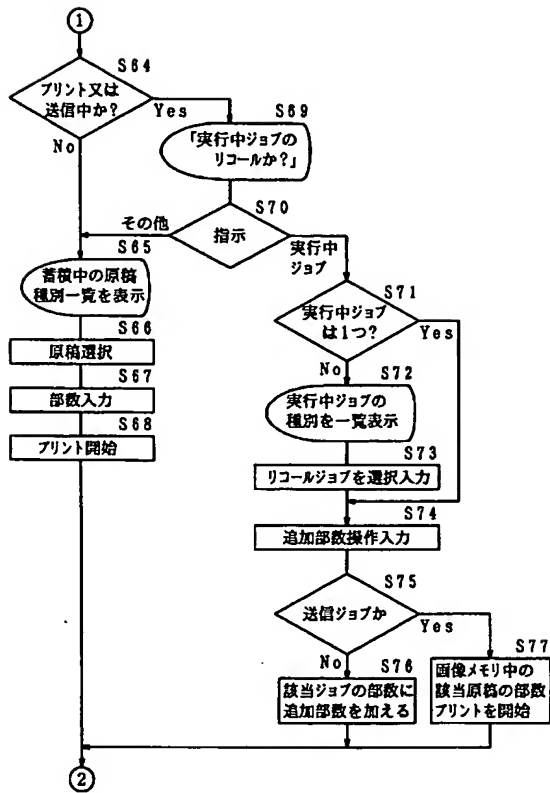 1
S64
プリント又は
送信中か?
Yes
No
S69
「実行中ジョブの
リコールか?」
S70
指示
その他
実行中
ジョブ
S65
蓄積中の原稿
種別一覧を表示
S66
原稿選択
S67
部数入力
S68
プリント開始
S71
実行中ジョブ
は1つ?
Yes
No
S72
実行中ジョブの
種別を一覧表示
S73
リコールジョブを選択入力
S74
追加部数操作入力
S75
送信ジョブか
Yes
No
S76
該当ジョブの部数に
追加部数を加える
S77
画像メモリ中の
該当原稿の部数
プリントを開始
2